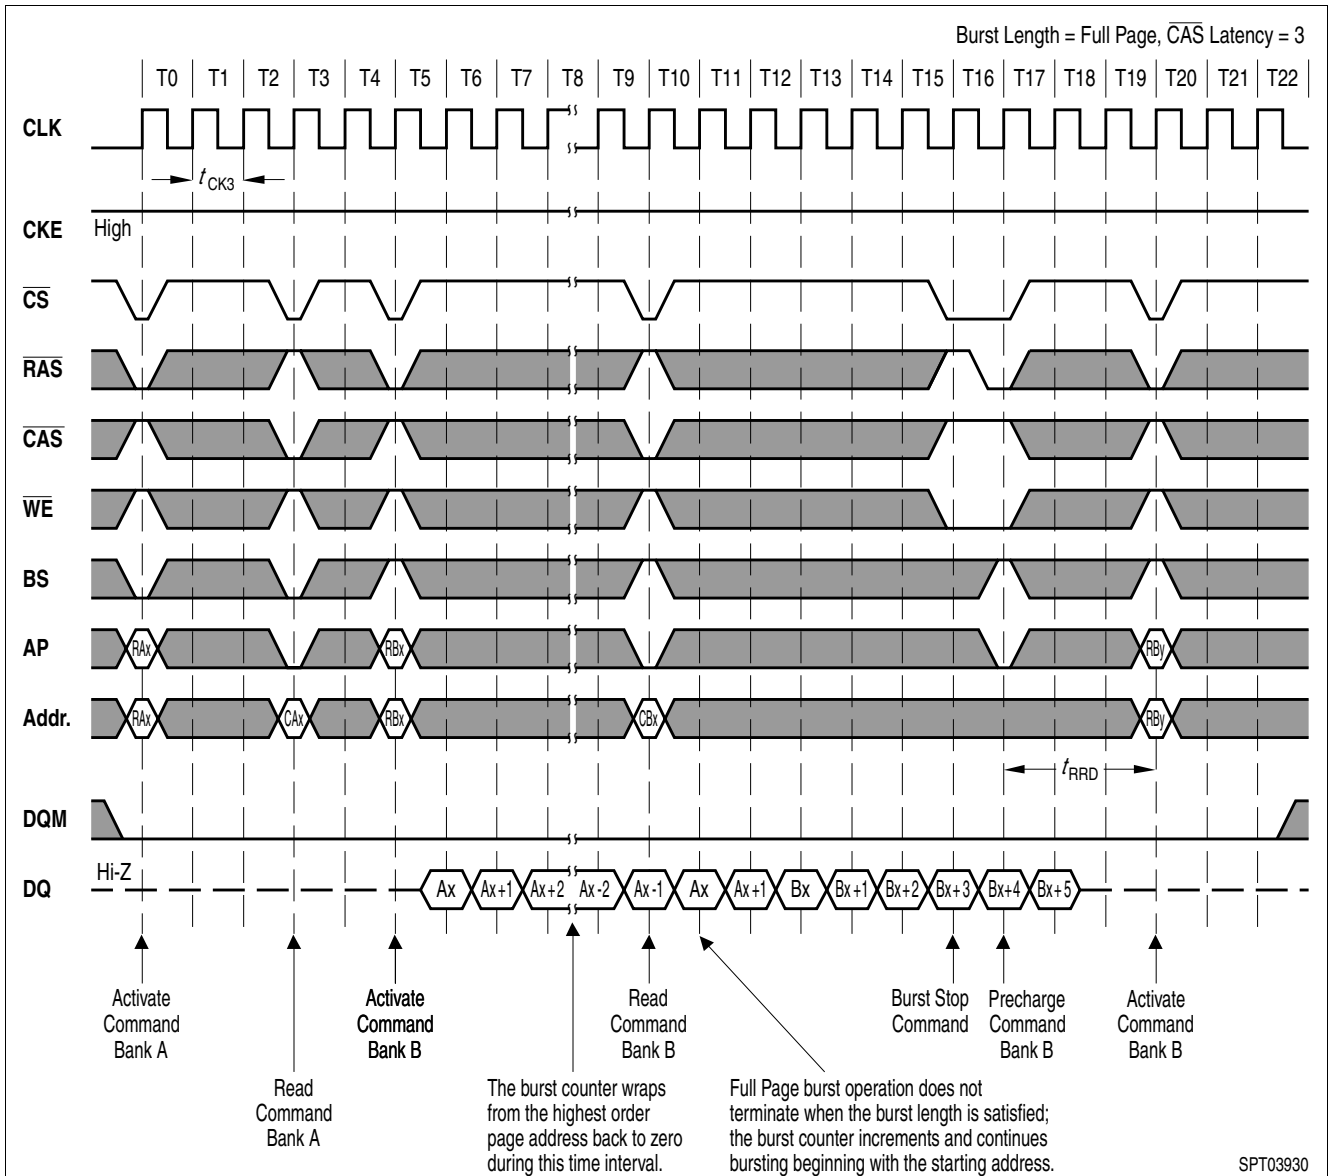 Burst Length = Full Page, CAS Latency = 3
T0 T1 T2 T3 T4 T5 T6 T7 T8 T9 T10 T11 T12 T13 T14 T15 T16 T17 T18 T19 T20 T21 T22
CLK
tCK3
CKE High
CS
RAS
CAS
WE
BS
AP RAx RBx RBy
Addr. RAx CAx RBx CBx RBy
tRRD
DQM
Hi-Z
DQ Ax Ax+1 Ax+2 Ax-2 Ax-1 Ax Ax+1 Bx Bx+1 Bx+2 Bx+3 Bx+4 Bx+5
Activate
Command
Bank A
Read
Command
Bank A
Activate
Command
Bank B
The burst counter wraps
from the highest order
page address back to zero
during this time interval.
Read
Command
Bank B
Full Page burst operation does not
terminate when the burst length is satisfied;
the burst counter increments and continues
bursting beginning with the starting address.
Burst Stop
Command
Precharge
Command
Bank B
Activate
Command
Bank B
SPT03930